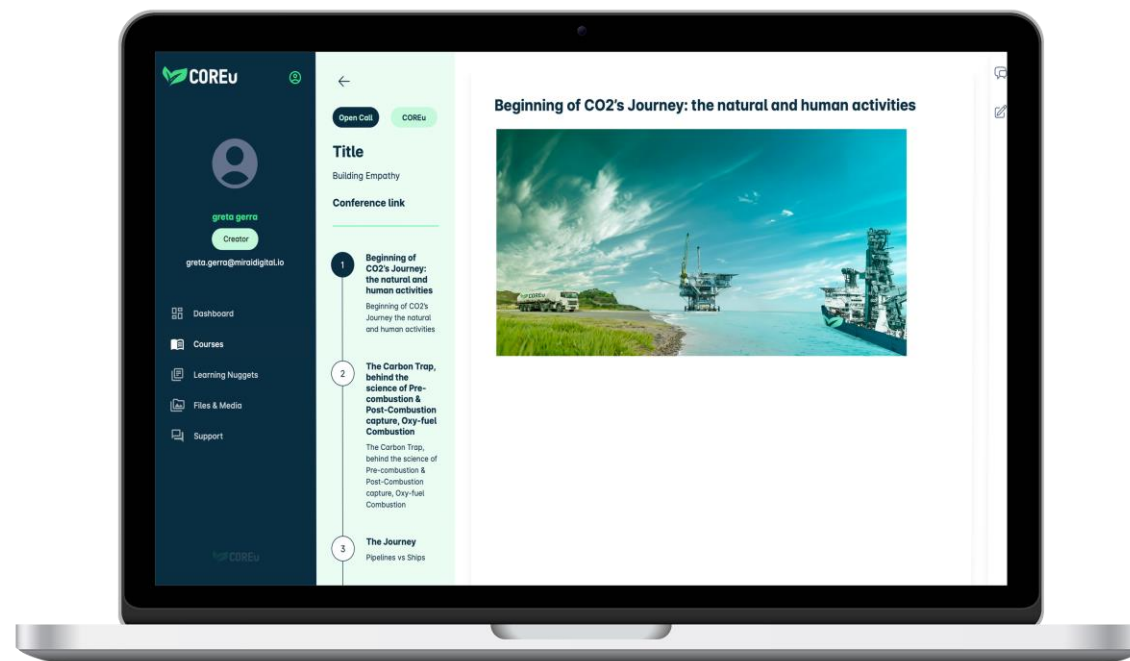 COREu
greta gerra
Creator
greta.gerra@miraidigital.io
Dashboard
Courses
Learning Nuggets
Files & Media
Support
COREu
Open Call
COREu
Title
Building Empathy
Conference link
1
Beginning of
CO2's Journey:
the natural and
human activities
Beginning of CO2's
Journey the natural
and human activities
2
The Carbon Trap,
behind the
science of Pre-
combustion &
Post-Combustion
capture, Oxy-fuel
Combustion
The Carbon Trap,
behind the science of
Pre-combustion &
Post-Combustion
capture, Oxy-fuel
Combustion
3
The Journey
Pipelines vs Ships
Beginning of CO2's Journey: the natural and human activities
COREu